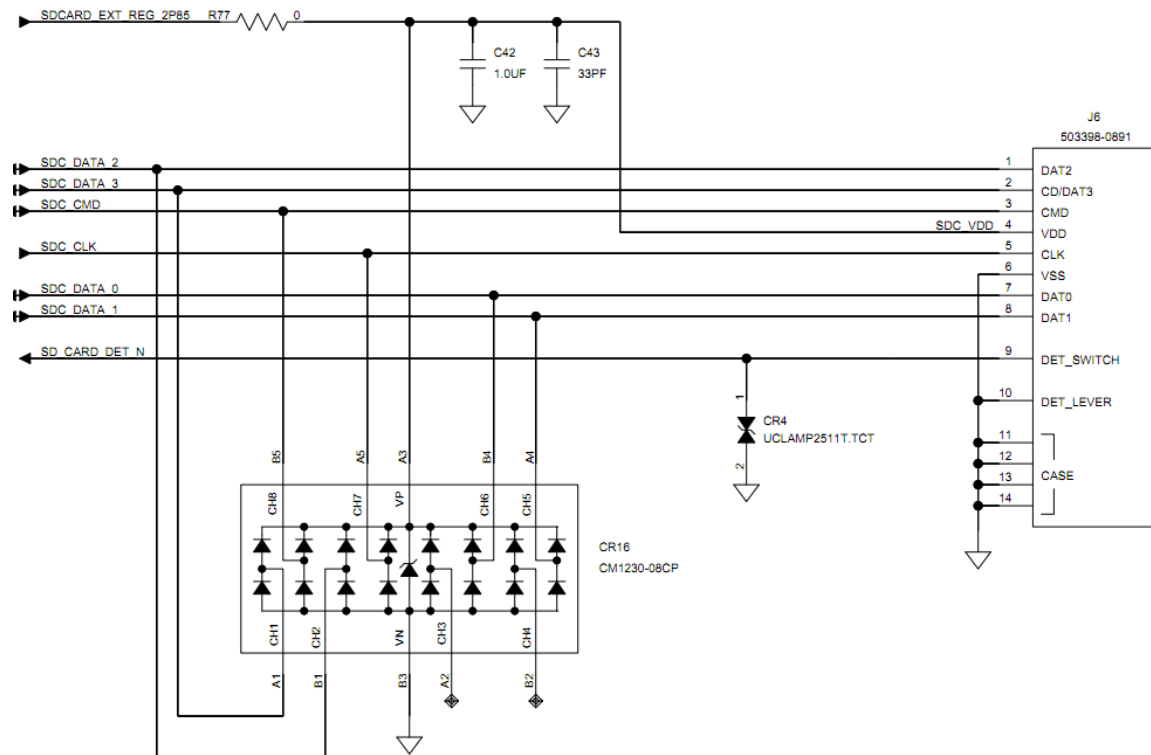 SDCARD_EXT_REG_2P85 R77 0
C42
1.0UF
C43
33PF
J6
503398-0891
SDC_DATA_2 1 DAT2
SDC_DATA_3 2 CD/DAT3
SDC_CMD 3 CMD
SDC_VDD 4 VDD
SDC_CLK 5 CLK
6 VSS
SDC_DATA_0 7 DAT0
SDC_DATA_1 8 DAT1
SD_CARD_DET_N 9 DET_SWITCH
10 DET_LEVER
11
12
13
14
CASE
1
CR4
UCLAMP2511T.TCT
2
B5 A5 A3 B4 A4
CH8 CH7 VP CH6 CH5
CR16
CM1230-08CP
CH1 CH2 VN CH3 CH4
A1 B1 B3 A2 B2